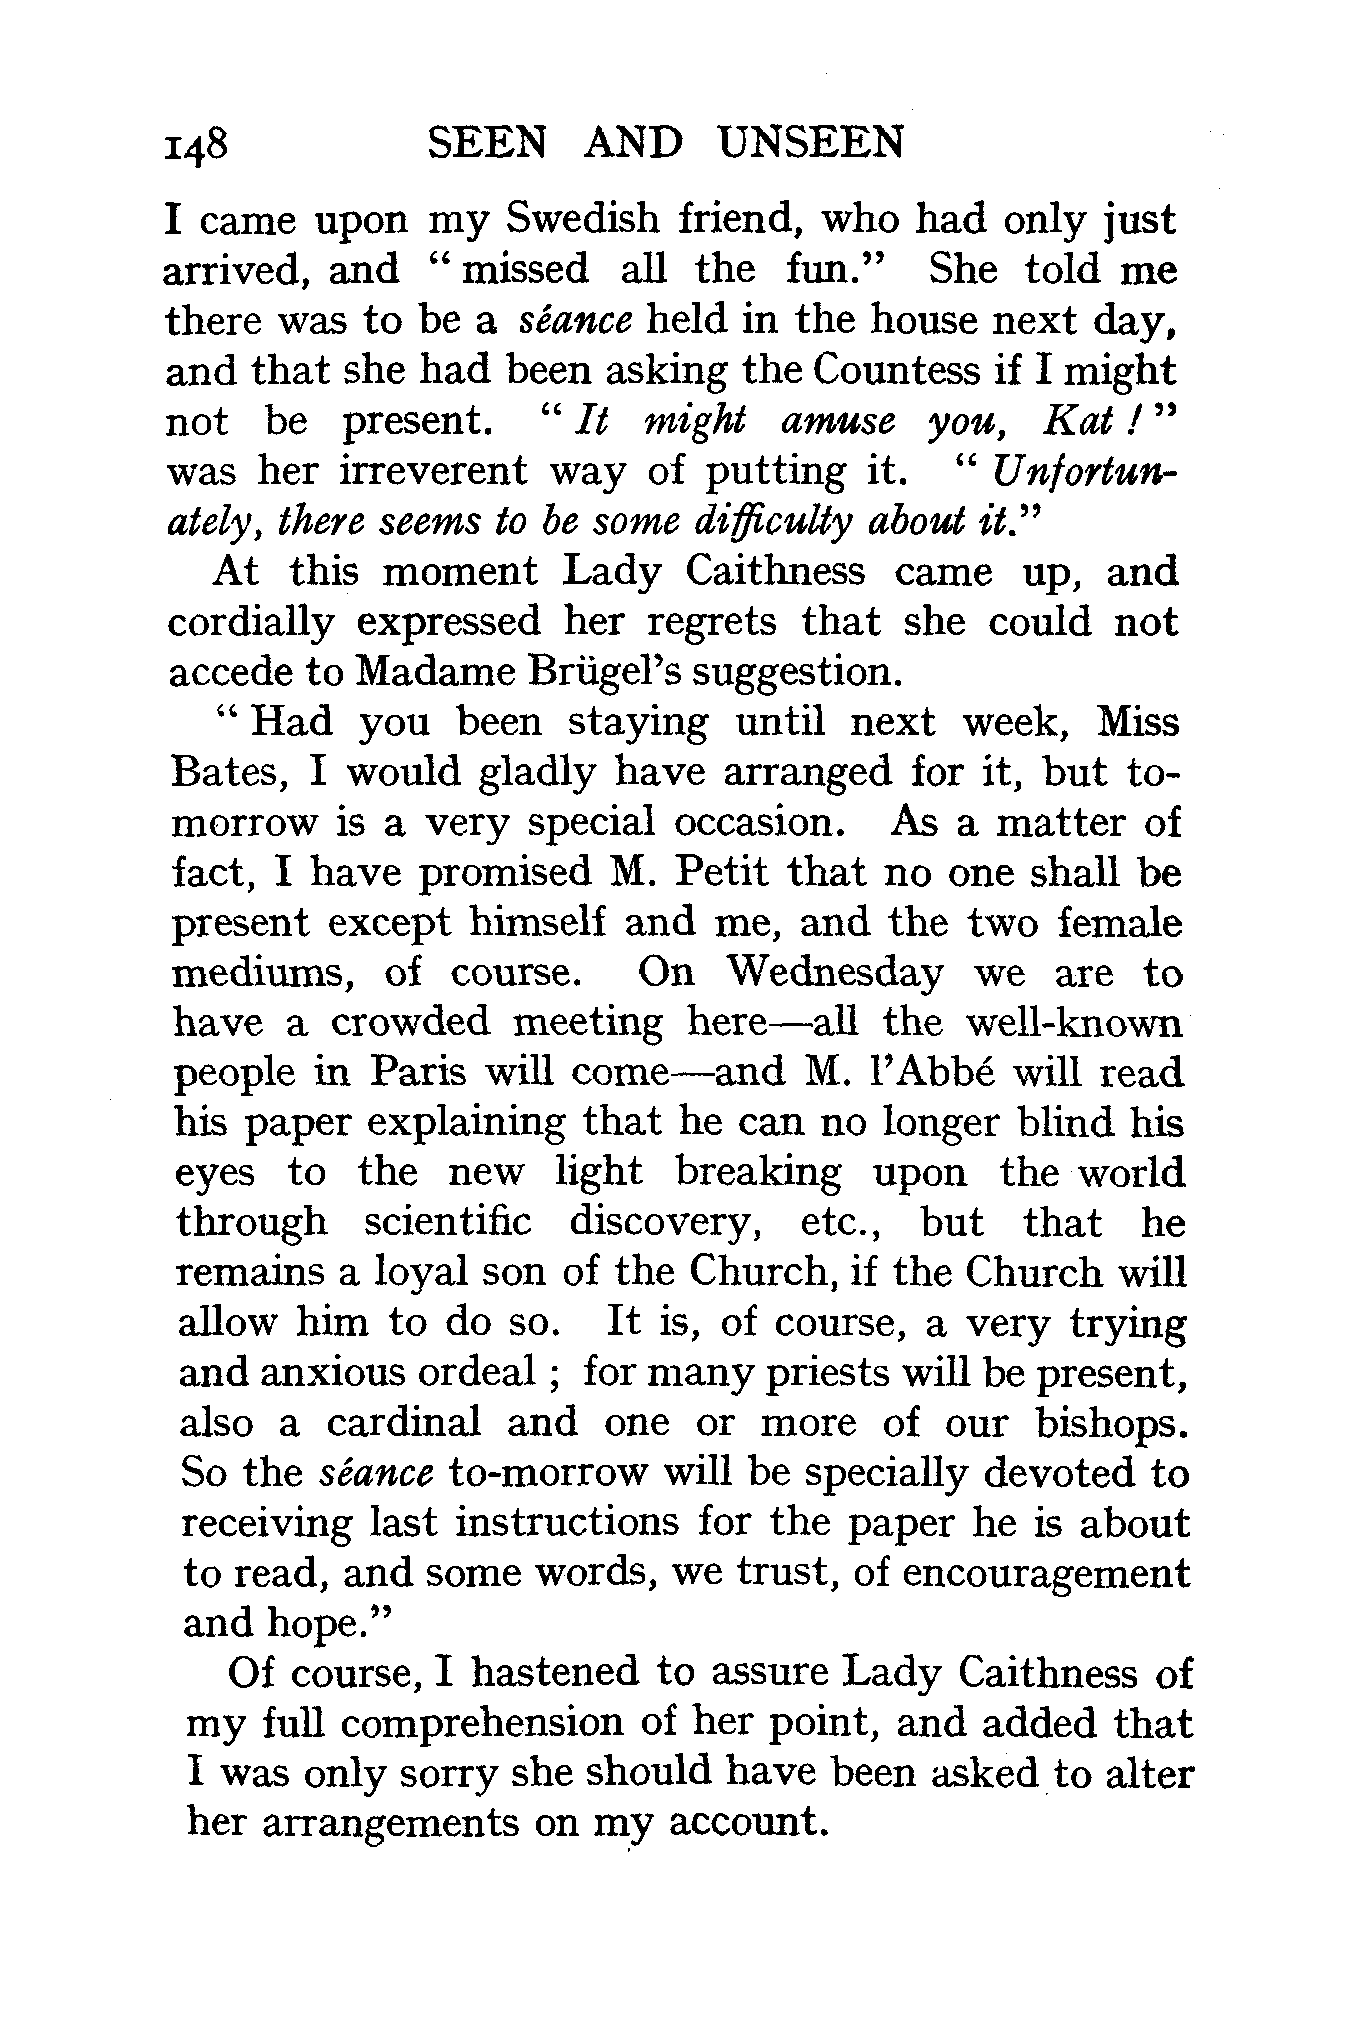 148 SEEN AND UNSEEN
I came upon my Swedish friend, who had only just
arrived, and “ missed all the fun.” She told me
there was to be a séance held in the house next day,
and that she had been asking the Countess if I might
not be present. “ It might amuse you, Kat ! ”
was her irreverent way of putting it. “ Unfortun-
ately, there seems to be some difficulty about it.”
At this moment Lady Caithness came up, and
cordially expressed her regrets that she could not
accede to Madame Brügel’s suggestion.
“ Had you been staying until next week, Miss
Bates, I would gladly have arranged for it, but to-
morrow is a very special occasion. As a matter of
fact, I have promised M. Petit that no one shall be
present except himself and me, and the two female
mediums, of course. On Wednesday we are to
have a crowded meeting here—all the well-known
people in Paris will come—and M. l’Abbé will read
his paper explaining that he can no longer blind his
eyes to the new light breaking upon the world
through scientific discovery, etc., but that he
remains a loyal son of the Church, if the Church will
allow him to do so. It is, of course, a very trying
and anxious ordeal ; for many priests will be present,
also a cardinal and one or more of our bishops.
So the séance to-morrow will be specially devoted to
receiving last instructions for the paper he is about
to read, and some words, we trust, of encouragement
and hope.”
Of course, I hastened to assure Lady Caithness of
my full comprehension of her point, and added that
I was only sorry she should have been asked to alter
her arrangements on my account.